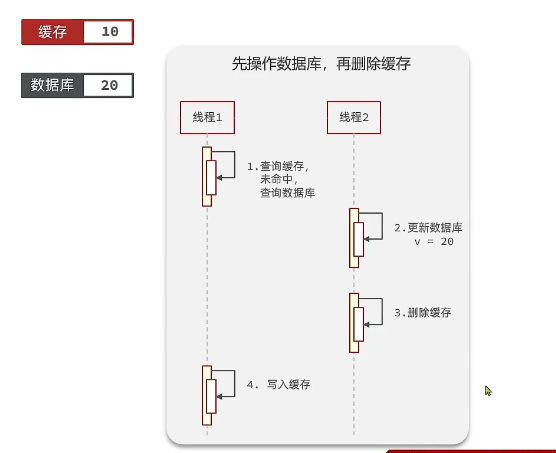 缓存 10
数据库 20
先操作数据库，再删除缓存
线程1 线程2
1.查询缓存，
未命中，
查询数据库
2.更新数据库
v = 20
3.删除缓存
4. 写入缓存